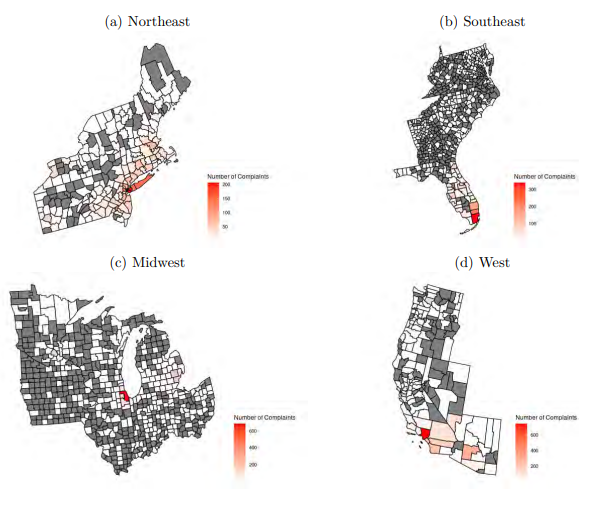 (a) Northeast
(b) Southeast
Number of Complaints
200
150
100
50
Number of Complaints
300
200
100
(c) Midwest
(d) West
Number of Complaints
600
400
200
Number of Complaints
600
400
200